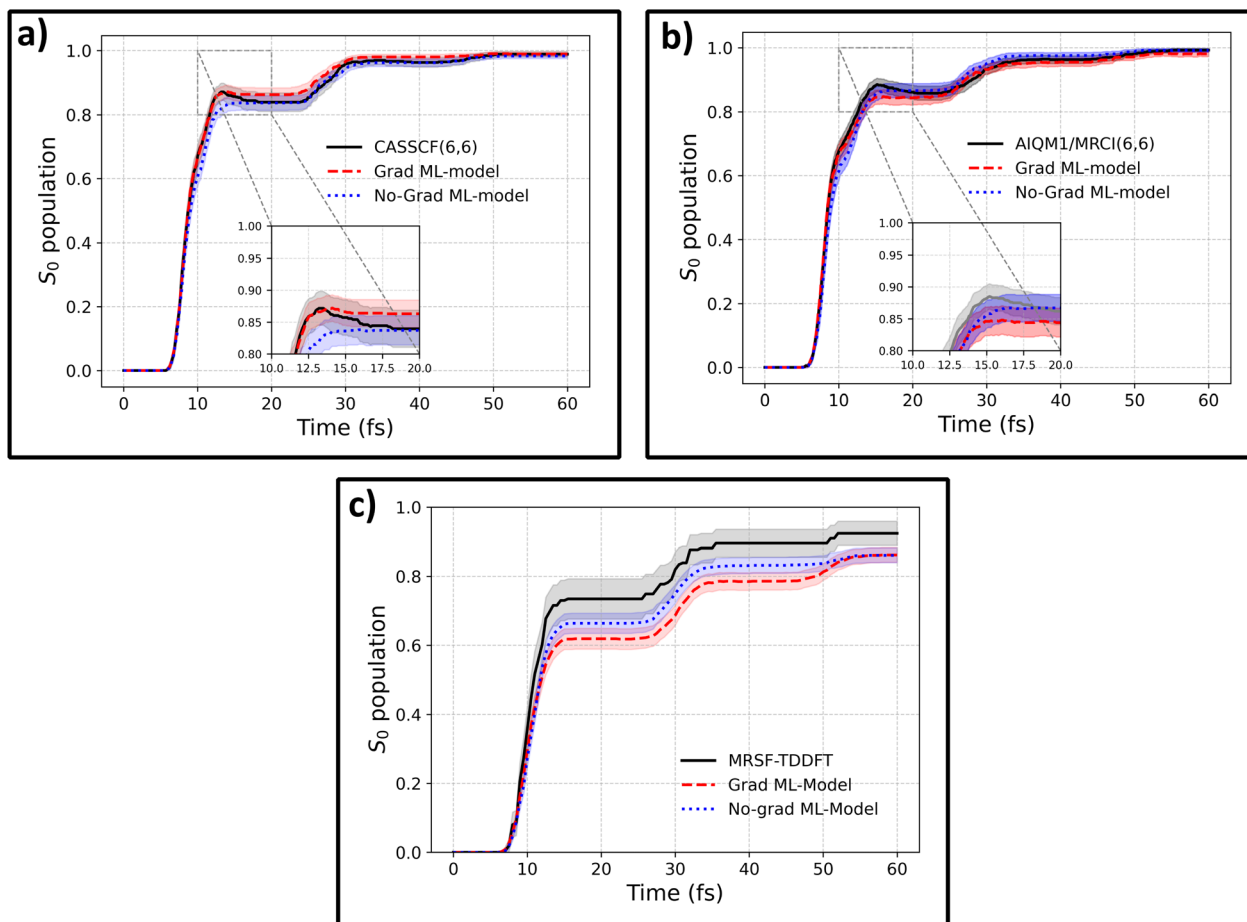 a)
1.0
0.8
0.6
0.4
0.2
0.0
S₀ population
CASSCF(6,6)
Grad ML-model
No-Grad ML-model
1.00
0.95
0.90
0.85
0.80
10.0 12.5 15.0 17.5 20.0
0 10 20 30 40 50 60
Time (fs)
b)
1.0
0.8
0.6
0.4
0.2
0.0
S₀ population
AIQM1/MRCI(6,6)
Grad ML-model
No-Grad ML-model
1.00
0.95
0.90
0.85
0.80
10.0 12.5 15.0 17.5 20.0
0 10 20 30 40 50 60
Time (fs)
c)
1.0
0.8
0.6
0.4
0.2
0.0
S₀ population
MRSF-TDDFT
Grad ML-Model
No-grad ML-Model
0 10 20 30 40 50 60
Time (fs)